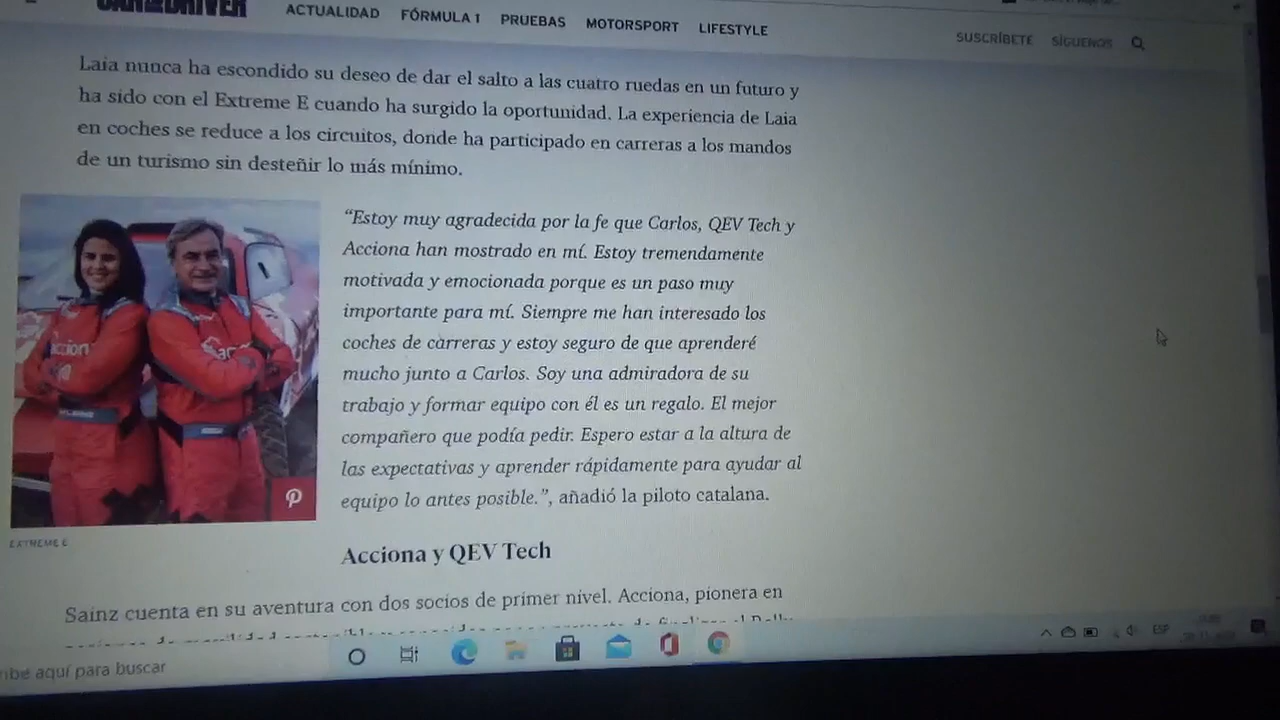 CAR AND DRIVER
ACTUALIDAD FÓRMULA 1 PRUEBAS MOTORSPORT LIFESTYLE
SUSCRÍBETE SÍGUENOS
Laia nunca ha escondido su deseo de dar el salto a las cuatro ruedas en un futuro y
ha sido con el Extreme E cuando ha surgido la oportunidad. La experiencia de Laia
en coches se reduce a los circuitos, donde ha participado en carreras a los mandos
de un turismo sin desteñir lo más mínimo.
“Estoy muy agradecida por la fe que Carlos, QEV Tech y
Acciona han mostrado en mí. Estoy tremendamente
motivada y emocionada porque es un paso muy
importante para mí. Siempre me han interesado los
coches de carreras y estoy seguro de que aprenderé
mucho junto a Carlos. Soy una admiradora de su
trabajo y formar equipo con él es un regalo. El mejor
compañero que podía pedir. Espero estar a la altura de
las expectativas y aprender rápidamente para ayudar al
equipo lo antes posible.”, añadió la piloto catalana.
EXTREME E
Acciona y QEV Tech
Sainz cuenta en su aventura con dos socios de primer nivel. Acciona, pionera en
aquí para buscar
ESP